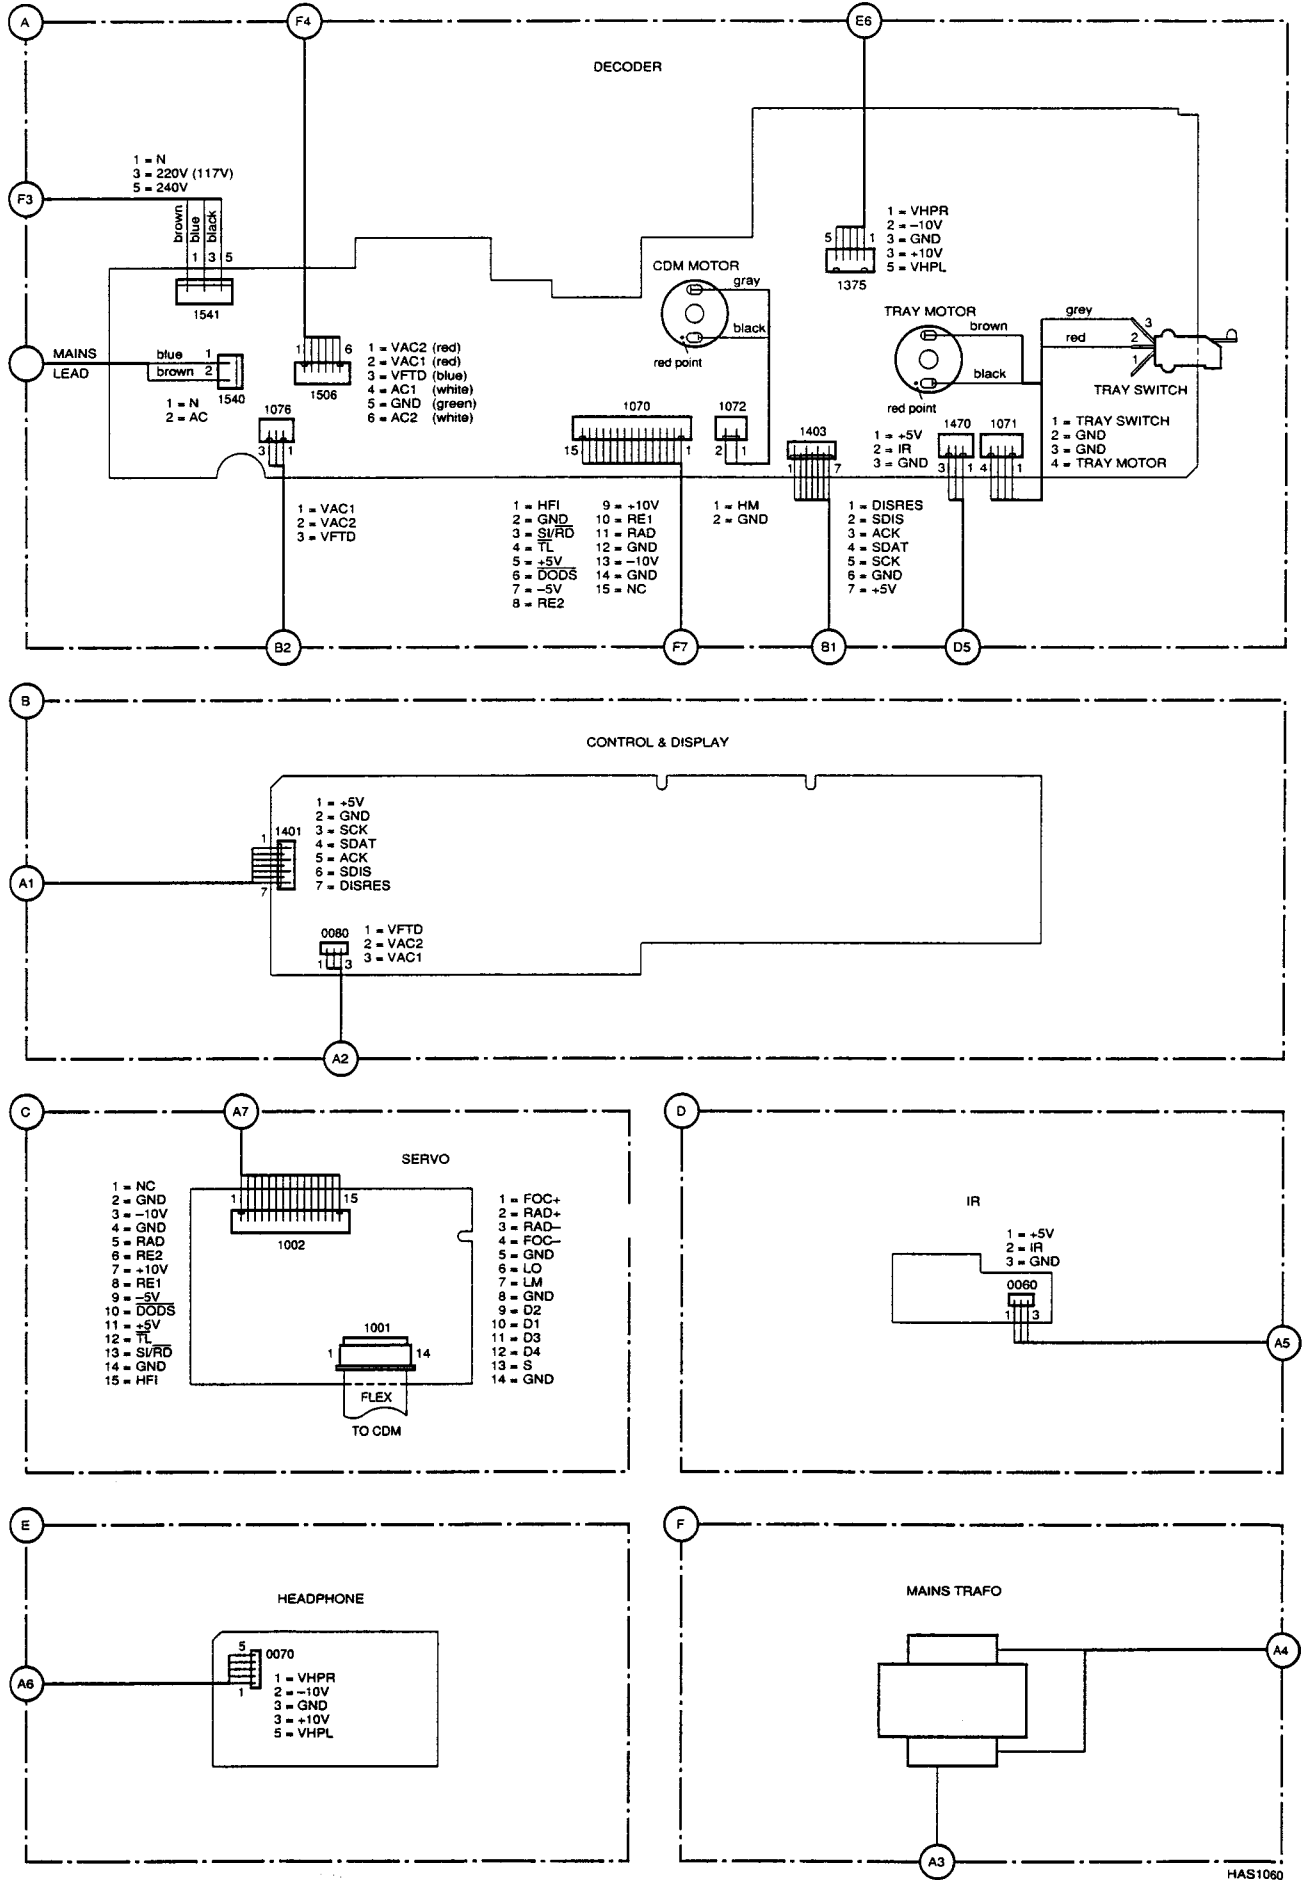 A
F4
E6
DECODER
1 = N
3 = 220V (117V)
5 = 240V
F3
brown
blue
black
1
3
5
1541
1 = VHPR
2 = -10V
3 = GND
3 = +10V
5 = VHPL
5
1
1375
CDM MOTOR
gray
black
red point
TRAY MOTOR
brown
black
red point
grey
red
3
2
1
TRAY SWITCH
MAINS
LEAD
blue
brown
1
2
1540
1 = N
2 = AC
1
6
1506
1 = VAC2 (red)
2 = VAC1 (red)
3 = VFTD (blue)
4 = AC1 (white)
5 = GND (green)
6 = AC2 (white)
1076
3
1
1 = VAC1
2 = VAC2
3 = VFTD
1070
15
1
1072
2
1
1403
1
7
1 = +5V
2 = IR
3 = GND
1470
3
1
1071
4
1
1 = TRAY SWITCH
2 = GND
3 = GND
4 = TRAY MOTOR
1 = HFI
2 = GND
3 = SI/RD
4 = TL
5 = +5V
6 = DODS
7 = -5V
8 = RE2
9 = +10V
10 = RE1
11 = RAD
12 = GND
13 = -10V
14 = GND
15 = NC
1 = HM
2 = GND
1 = DISRES
2 = SDIS
3 = ACK
4 = SDAT
5 = SCK
6 = GND
7 = +5V
B2
F7
B1
D5
B
CONTROL & DISPLAY
1 = +5V
2 = GND
3 = SCK
4 = SDAT
5 = ACK
6 = SDIS
7 = DISRES
1401
1
7
A1
0080
1
3
1 = VFTD
2 = VAC2
3 = VAC1
A2
C
A7
SERVO
1 = NC
2 = GND
3 = -10V
4 = GND
5 = RAD
6 = RE2
7 = +10V
8 = RE1
9 = -5V
10 = DODS
11 = +5V
12 = TL
13 = SI/RD
14 = GND
15 = HFI
1
15
1002
1 = FOC+
2 = RAD+
3 = RAD-
4 = FOC-
5 = GND
6 = LO
7 = LM
8 = GND
9 = D2
10 = D1
11 = D3
12 = D4
13 = S
14 = GND
1001
1
14
FLEX
TO CDM
D
IR
1 = +5V
2 = IR
3 = GND
0060
1
3
A5
E
HEADPHONE
5
0070
1
1 = VHPR
2 = -10V
3 = GND
3 = +10V
5 = VHPL
A6
F
MAINS TRAFO
A4
A3
HAS1060